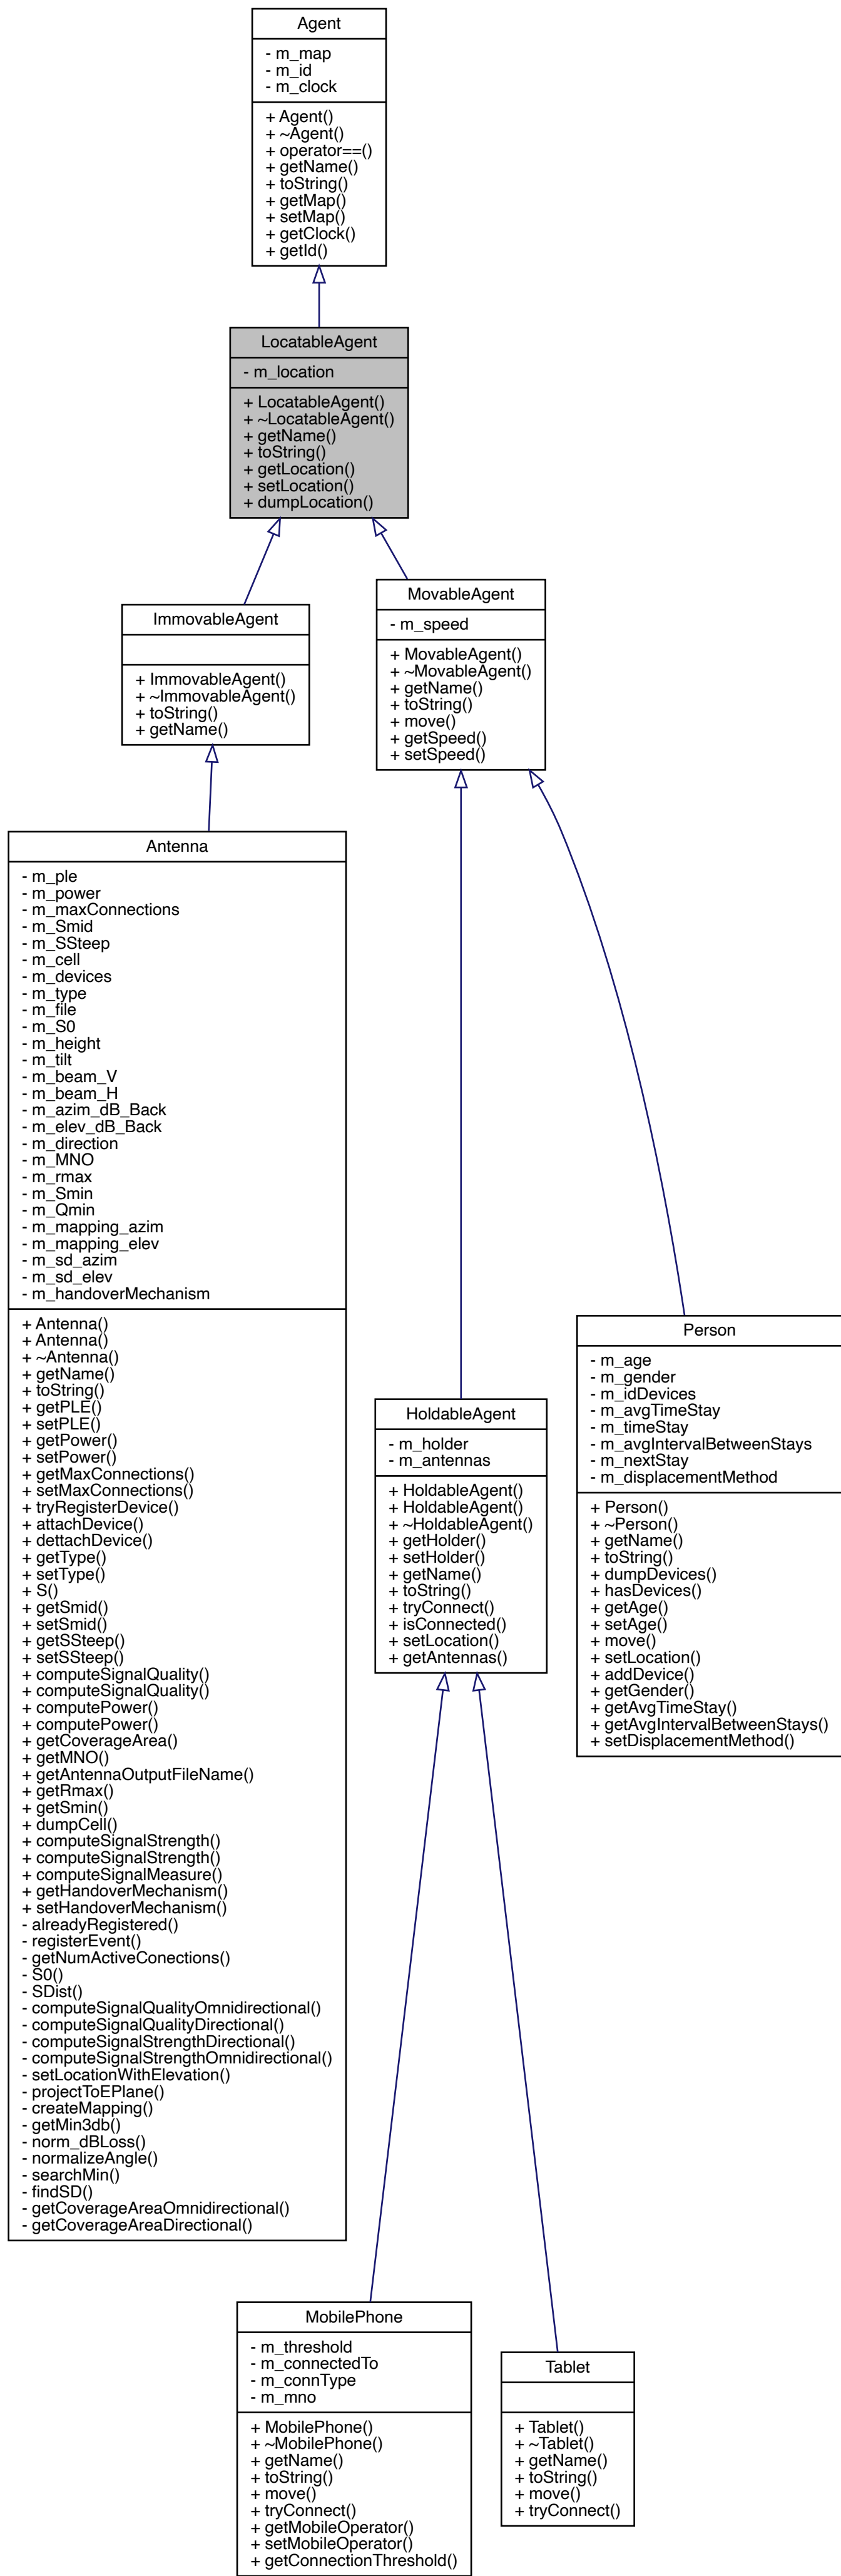 Agent
- m_map
- m_id
- m_clock
+ Agent()
+ ~Agent()
+ operator==()
+ getName()
+ toString()
+ getMap()
+ setMap()
+ getClock()
+ getId()
LocatableAgent
- m_location
+ LocatableAgent()
+ ~LocatableAgent()
+ getName()
+ toString()
+ getLocation()
+ setLocation()
+ dumpLocation()
ImmovableAgent
+ ImmovableAgent()
+ ~ImmovableAgent()
+ toString()
+ getName()
MovableAgent
- m_speed
+ MovableAgent()
+ ~MovableAgent()
+ getName()
+ toString()
+ move()
+ getSpeed()
+ setSpeed()
Antenna
- m_ple
- m_power
- m_maxConnections
- m_Smid
- m_SSteep
- m_cell
- m_devices
- m_type
- m_file
- m_S0
- m_height
- m_tilt
- m_beam_V
- m_beam_H
- m_azim_dB_Back
- m_elev_dB_Back
- m_direction
- m_MNO
- m_rmax
- m_Smin
- m_Qmin
- m_mapping_azim
- m_mapping_elev
- m_sd_azim
- m_sd_elev
- m_handoverMechanism
+ Antenna()
+ Antenna()
+ ~Antenna()
+ getName()
+ toString()
+ getPLE()
+ setPLE()
+ getPower()
+ setPower()
+ getMaxConnections()
+ setMaxConnections()
+ tryRegisterDevice()
+ attachDevice()
+ dettachDevice()
+ getType()
+ setType()
+ S()
+ getSmid()
+ setSmid()
+ getSSteep()
+ setSSteep()
+ computeSignalQuality()
+ computeSignalQuality()
+ computePower()
+ computePower()
+ getCoverageArea()
+ getMNO()
+ getAntennaOutputFileName()
+ getRmax()
+ getSmin()
+ dumpCell()
+ computeSignalStrength()
+ computeSignalStrength()
+ computeSignalMeasure()
+ getHandoverMechanism()
+ setHandoverMechanism()
- alreadyRegistered()
- registerEvent()
- getNumActiveConections()
- S0()
- SDist()
- computeSignalQualityOmnidirectional()
- computeSignalQualityDirectional()
- computeSignalStrengthDirectional()
- computeSignalStrengthOmnidirectional()
- setLocationWithElevation()
- projectToEPlane()
- createMapping()
- getMin3db()
- norm_dBLoss()
- normalizeAngle()
- searchMin()
- findSD()
- getCoverageAreaOmnidirectional()
- getCoverageAreaDirectional()
HoldableAgent
- m_holder
- m_antennas
+ HoldableAgent()
+ HoldableAgent()
+ ~HoldableAgent()
+ getHolder()
+ setHolder()
+ getName()
+ toString()
+ tryConnect()
+ isConnected()
+ setLocation()
+ getAntennas()
Person
- m_age
- m_gender
- m_idDevices
- m_avgTimeStay
- m_timeStay
- m_avgIntervalBetweenStays
- m_nextStay
- m_displacementMethod
+ Person()
+ ~Person()
+ getName()
+ toString()
+ dumpDevices()
+ hasDevices()
+ getAge()
+ setAge()
+ move()
+ setLocation()
+ addDevice()
+ getGender()
+ getAvgTimeStay()
+ getAvgIntervalBetweenStays()
+ setDisplacementMethod()
MobilePhone
- m_threshold
- m_connectedTo
- m_connType
- m_mno
+ MobilePhone()
+ ~MobilePhone()
+ getName()
+ toString()
+ move()
+ tryConnect()
+ getMobileOperator()
+ setMobileOperator()
+ getConnectionThreshold()
Tablet
+ Tablet()
+ ~Tablet()
+ getName()
+ toString()
+ move()
+ tryConnect()